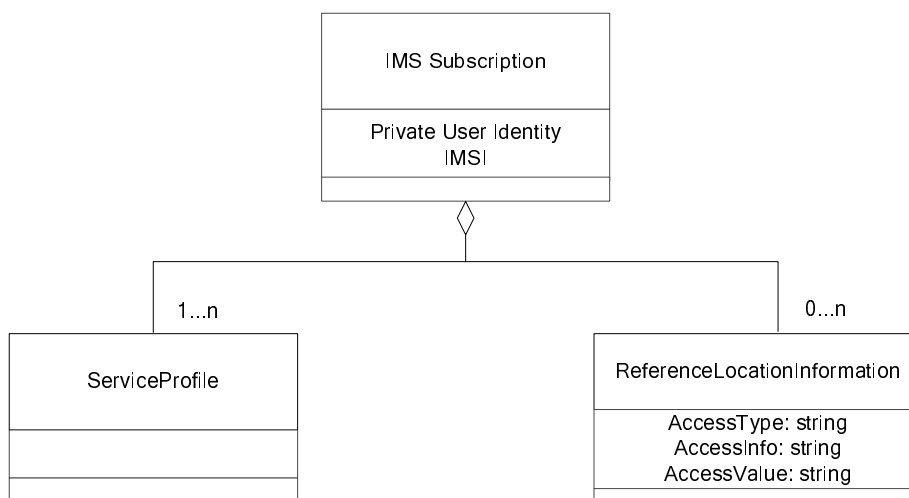 IMS Subscription
Private User Identity
IMSI
1...n
0...n
ServiceProfile
ReferenceLocationInformation
AccessType: string
AccessInfo: string
AccessValue: string